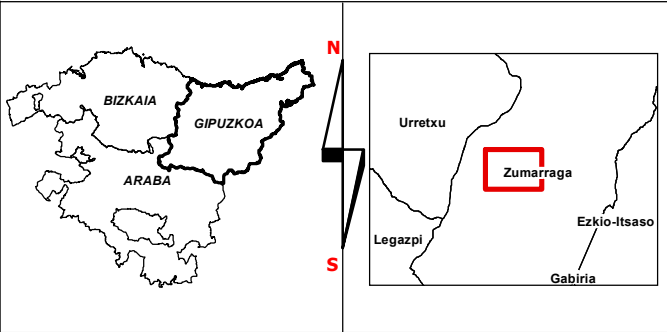 BIZKAIA
GIPUZKOA
ARABA
N
S
Urretxu
Zumarraga
Ezkio-Itsaso
Legazpi
Gabiria